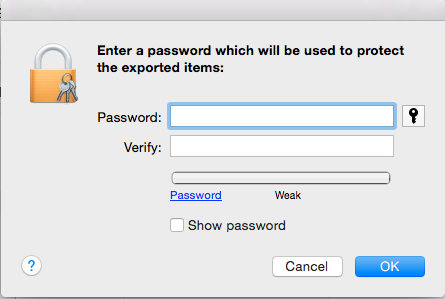 Enter a password which will be used to protect
the exported items:
Password:
Verify:
Password Weak
Show password
? Cancel OK